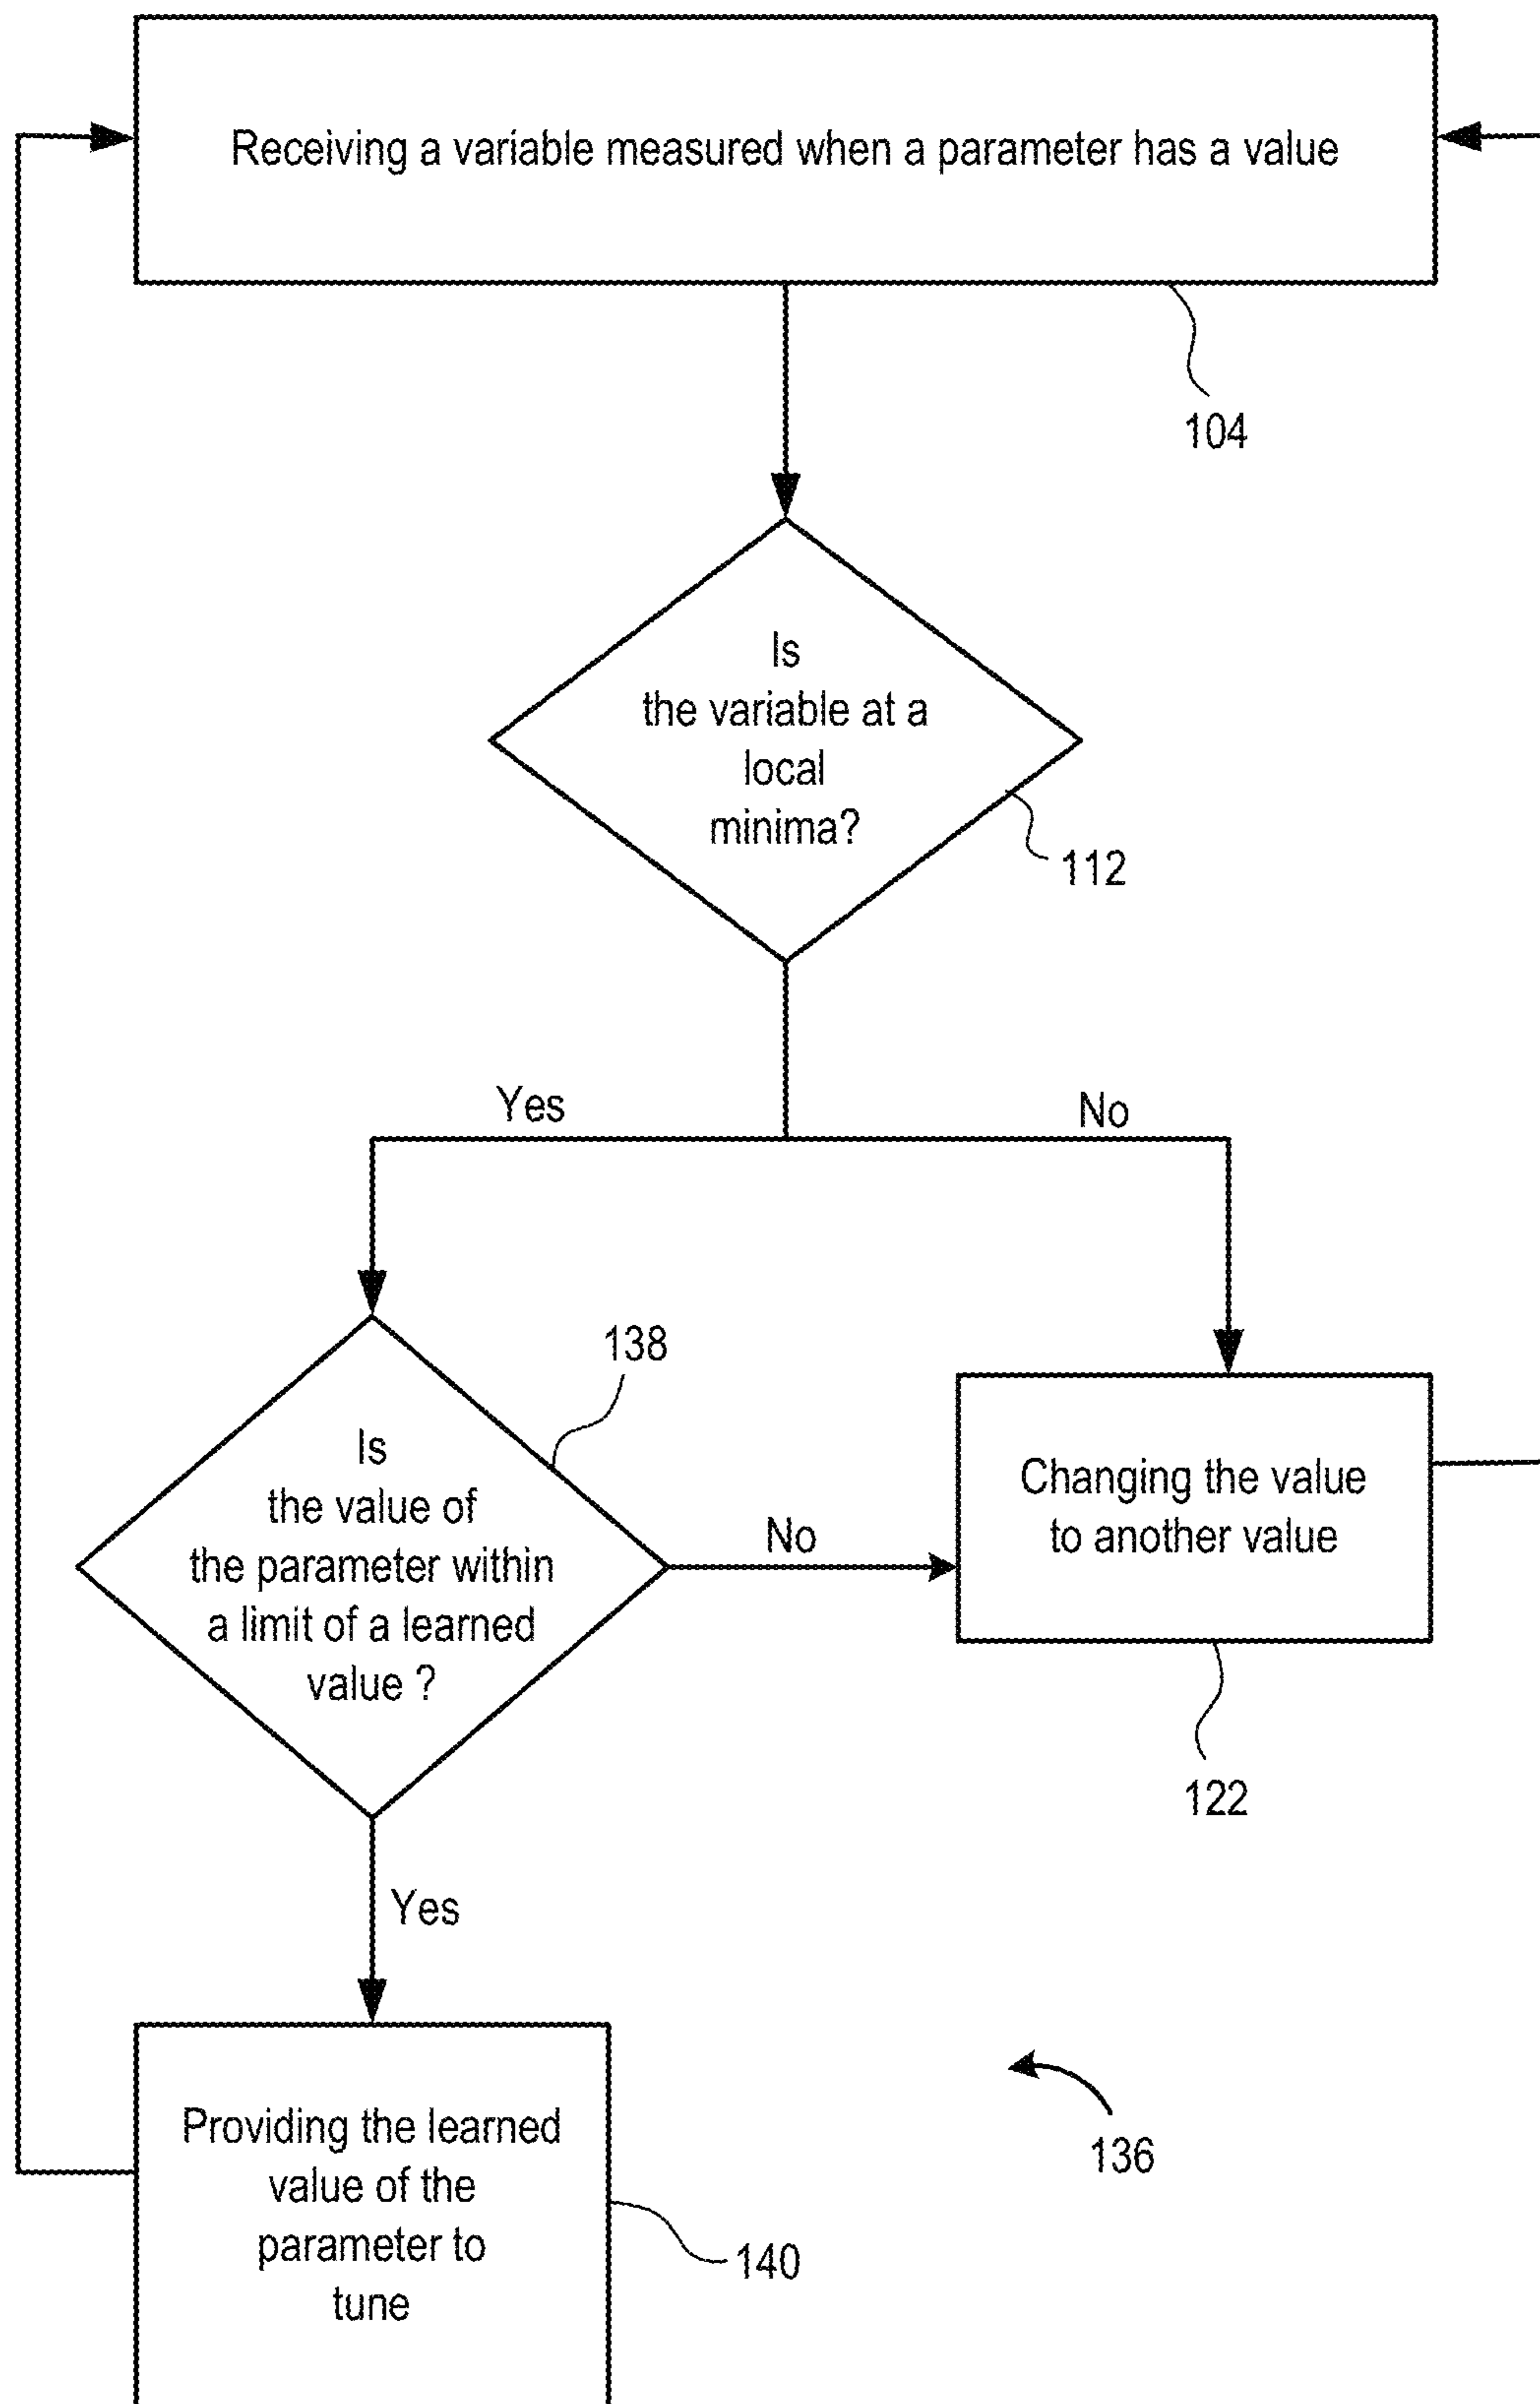 Receiving a variable measured when a parameter has a value
104
Is
the variable at a
local
minima?
112
Yes
No
138
Is
the value of
the parameter within
a limit of a learned
value ?
No
Changing the value
to another value
122
Yes
Providing the learned
value of the
parameter to
tune
140
136